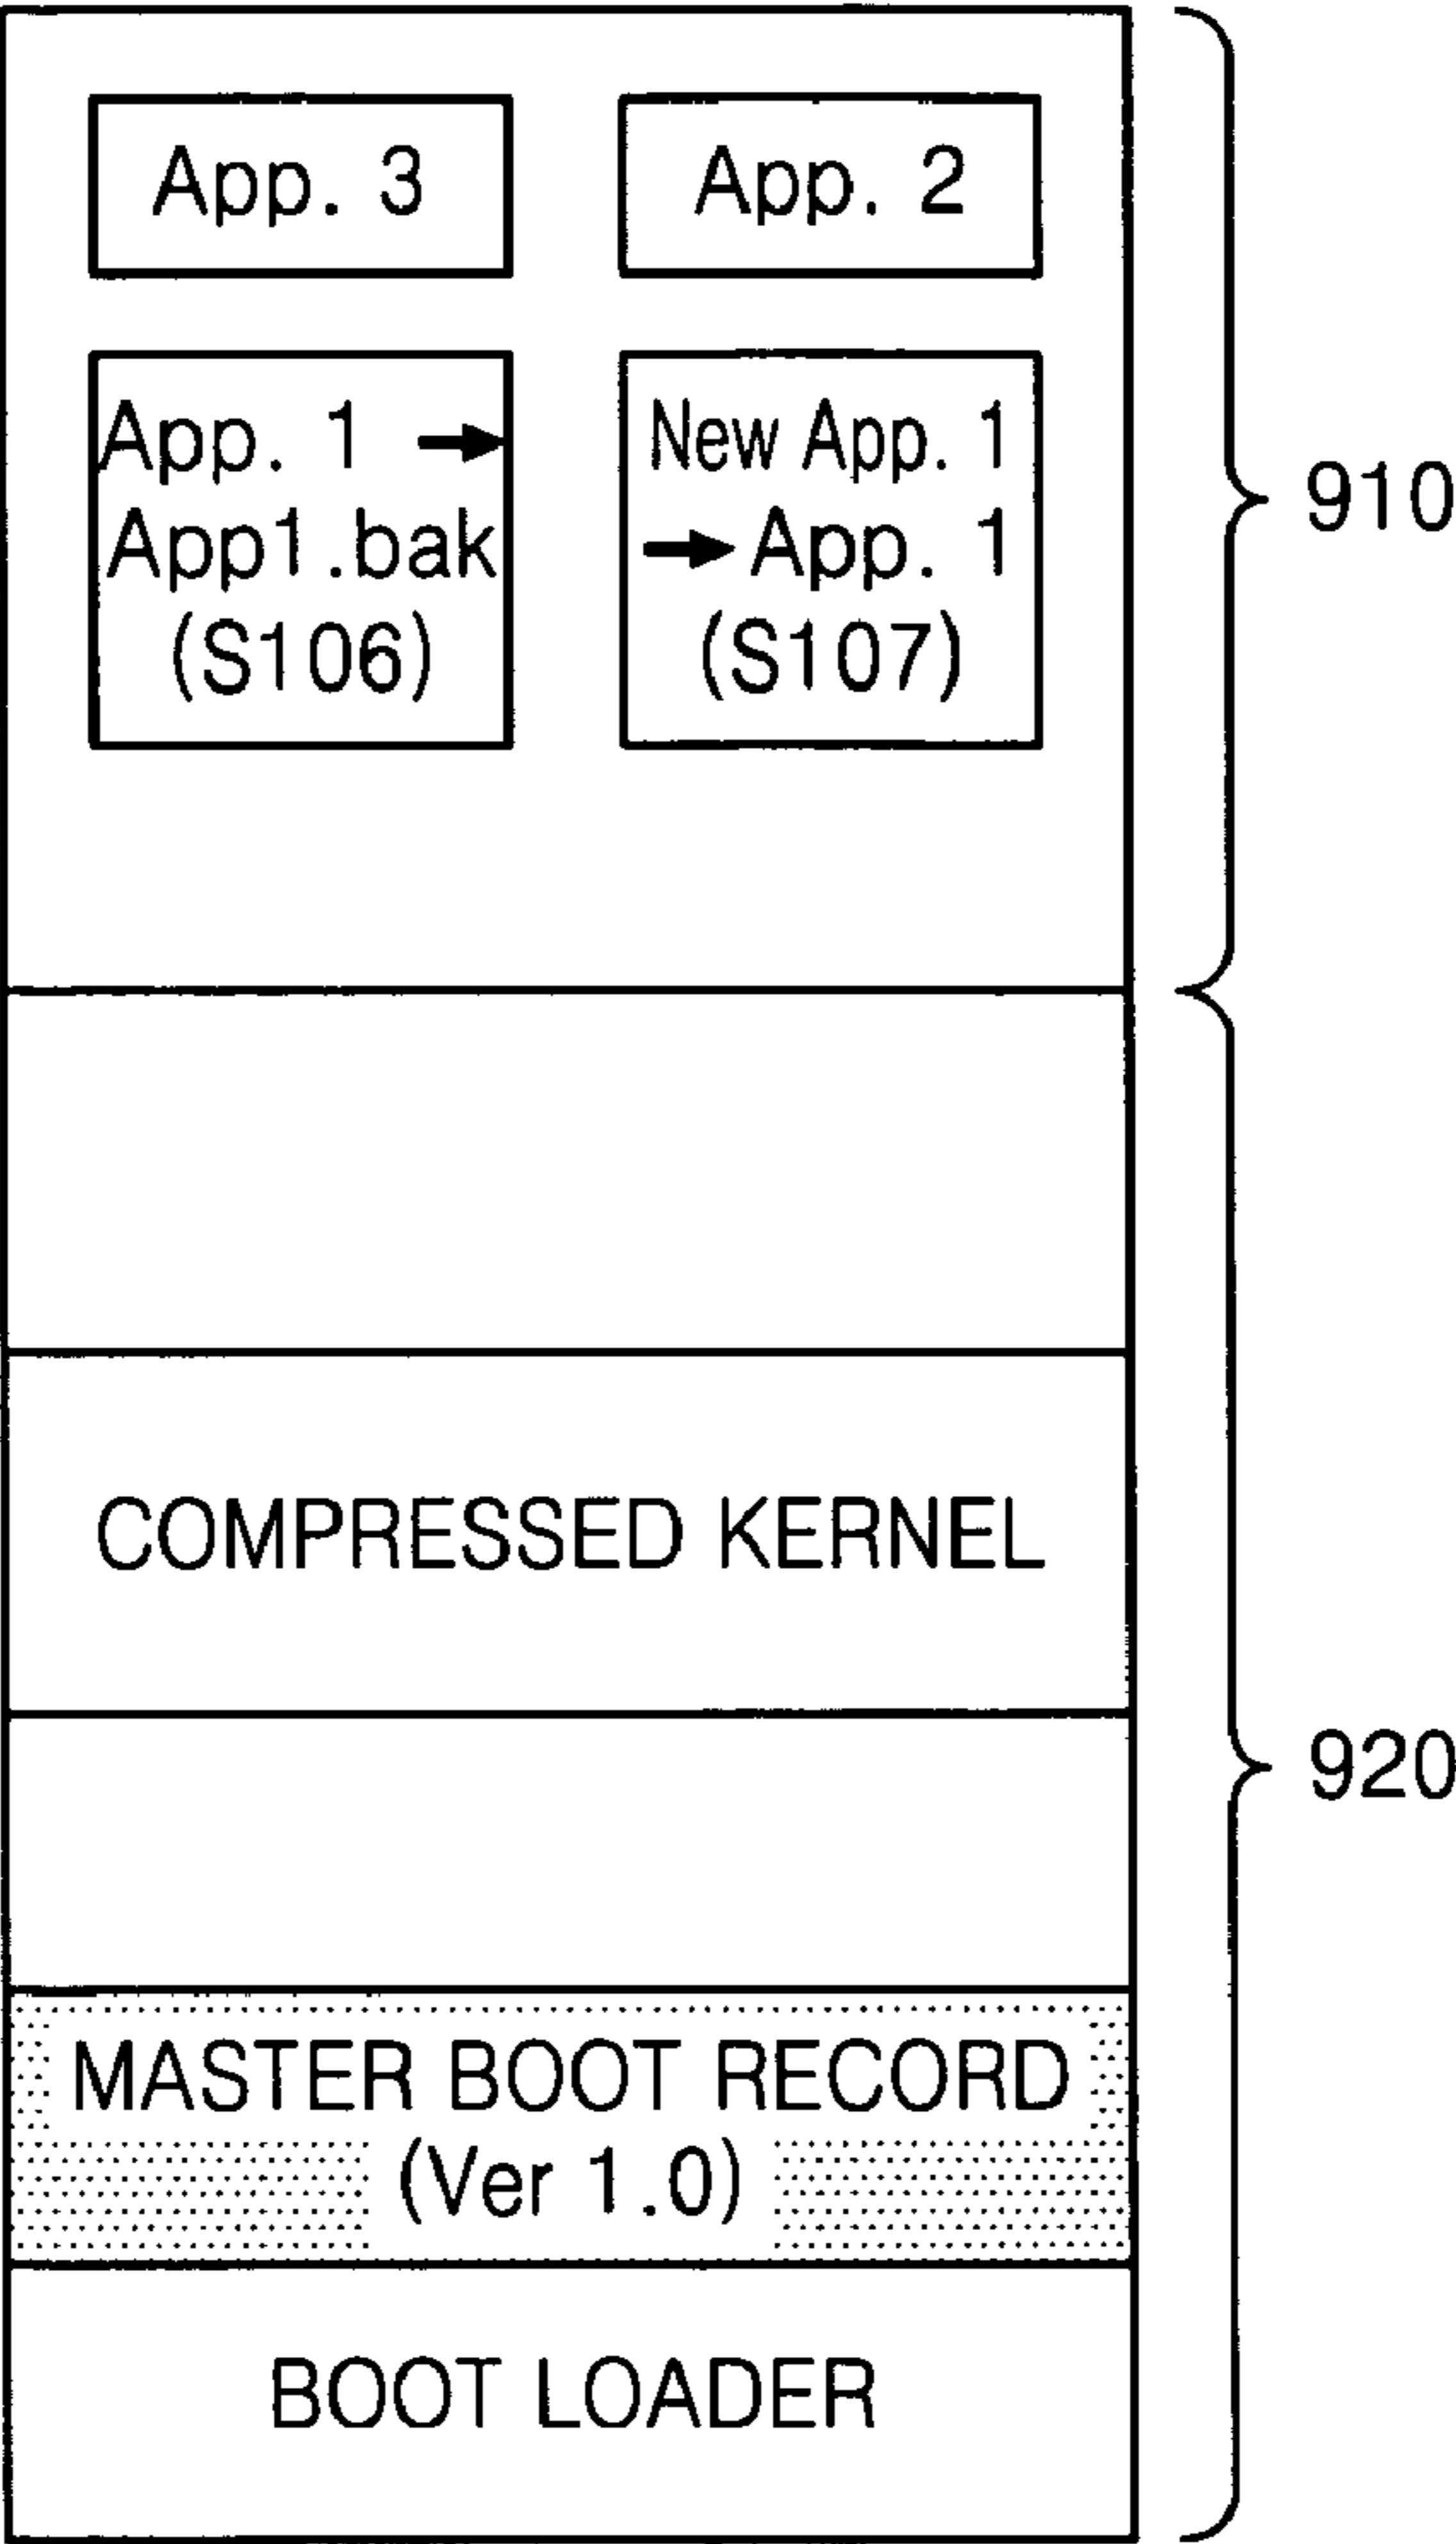 App. 3
App. 2
App. 1 →
App1.bak
(S106)
New App. 1
→ App. 1
(S107)
910
COMPRESSED KERNEL
920
MASTER BOOT RECORD
(Ver 1.0)
BOOT LOADER